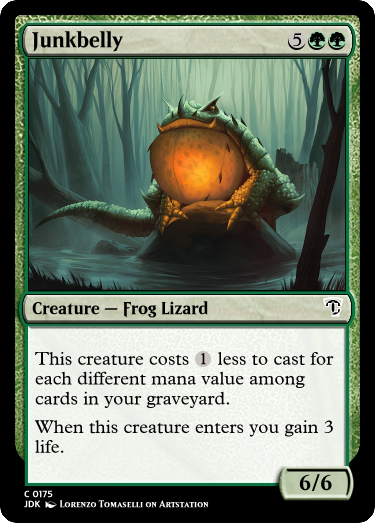 Junkbelly 5
Creature — Frog Lizard
This creature costs 1 less to cast for
each different mana value among
cards in your graveyard.
When this creature enters you gain 3
life.
6/6
C 0175
JDK Lorenzo Tomaselli on Artstation